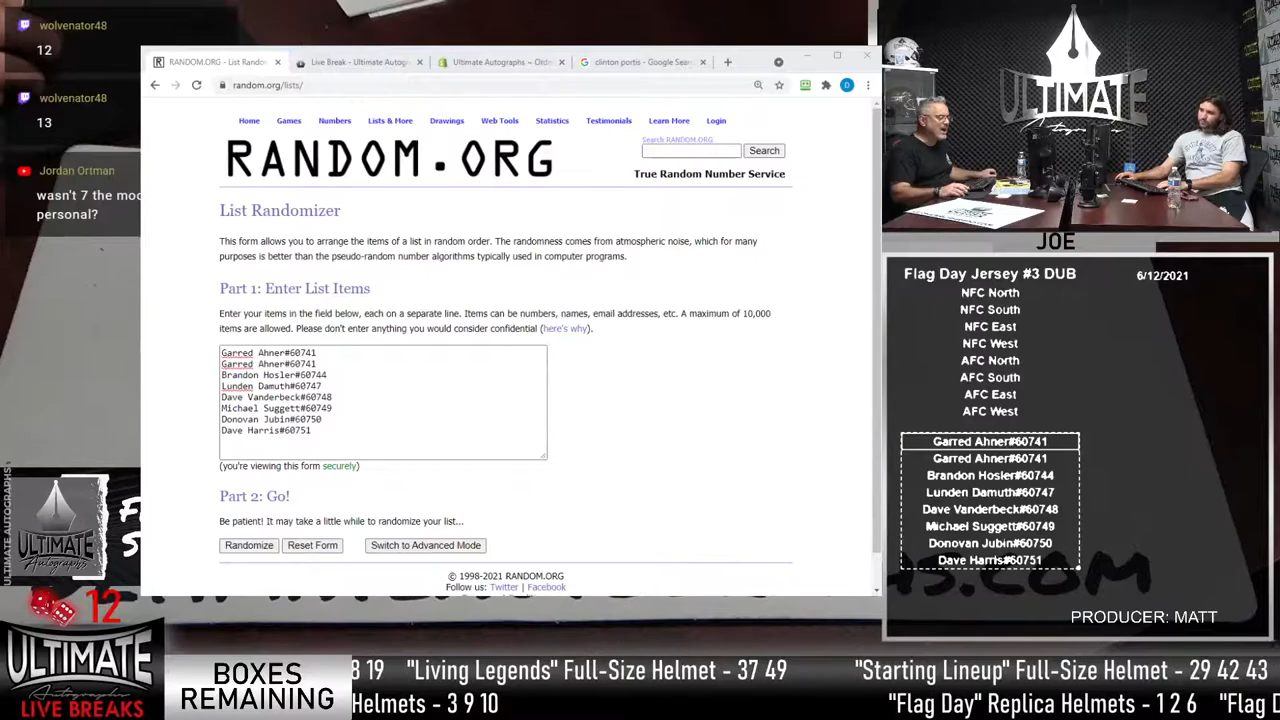 wolvenator48
12
wolvenator48
13
Jordan Ortman
wasn't 7 the mod
personal?
RANDOM.ORG - List Random
Live Break - Ultimate Autogr
Ultimate Autographs ~ Ord
clinton portis - Google Sear
random.org/lists/
Home Games Numbers Lists & More Drawings Web Tools Statistics Testimonials Learn More Login
RANDOM.ORG
Search RANDOM.ORG
Search
True Random Number Service
List Randomizer
This form allows you to arrange the items of a list in random order. The randomness comes from atmospheric noise, which for many
purposes is better than the pseudo-random number algorithms typically used in computer programs.
Part 1: Enter List Items
Enter your items in the field below, each on a separate line. Items can be numbers, names, email addresses, etc. A maximum of 10,000
items are allowed. Please don't enter anything you would consider confidential (here's why).
Garred Ahner#60741
Garred Ahner#60741
Brandon Hosler#60744
Lunden Damuth#60747
Dave Vanderbeck#60748
Michael Suggett#60749
Donovan Jubin#60750
Dave Harris#60751
(you're viewing this form securely)
Part 2: Go!
Be patient! It may take a little while to randomize your list...
Randomize Reset Form Switch to Advanced Mode
© 1998-2021 RANDOM.ORG
Follow us: Twitter | Facebook
ULTIMATE
JOE
Flag Day Jersey #3 DUB 6/12/2021
NFC North
NFC South
NFC East
NFC West
AFC North
AFC South
AFC East
AFC West
Garred Ahner#60741
Garred Ahner#60741
Brandon Hosler#60744
Lunden Damuth#60747
Dave Vanderbeck#60748
Michael Suggett#60749
Donovan Jubin#60750
Dave Harris#60751
PRODUCER: MATT
ULTIMATE AUTOGRAPHS
ULTIMATE
Autographs
12
ULTIMATE
Autographs
LIVE BREAKS
BOXES
REMAINING
8 19 "Living Legends" Full-Size Helmet - 37 49 "Starting Lineup" Full-Size Helmet - 29 42 43
Helmets - 3 9 10 "Flag Day" Replica Helmets - 1 2 6 "Flag D